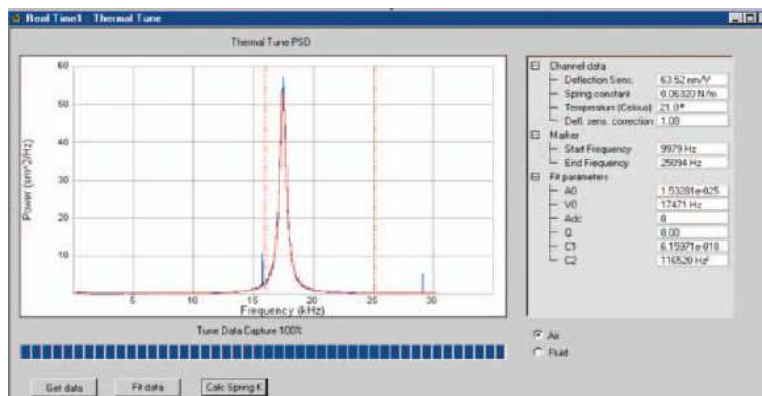 Real Time1 Thermal Tune
Thermal Tune PSD
60
50
40
30
20
10
Power (sm^2/Hz)
5 10 15 20 25 30
Frequency (kHz)
Tune Data Capture 100%
Get data Fit data Calc Spring K
Channel data
Deflection Sens. 63.52 nm/V
Spring constant 0.06320 N/m
Temperature (Celsius) 21.0°
Defl. sens. correction 1.08
Marker
Start Frequency 9979 Hz
End Frequency 25094 Hz
Fit parameters
A0 1.53281e-025
V0 17471 Hz
Adc 0
Q 0.00
C1 6.15971e-018
C2 116520 Hz²
Air
Fluid